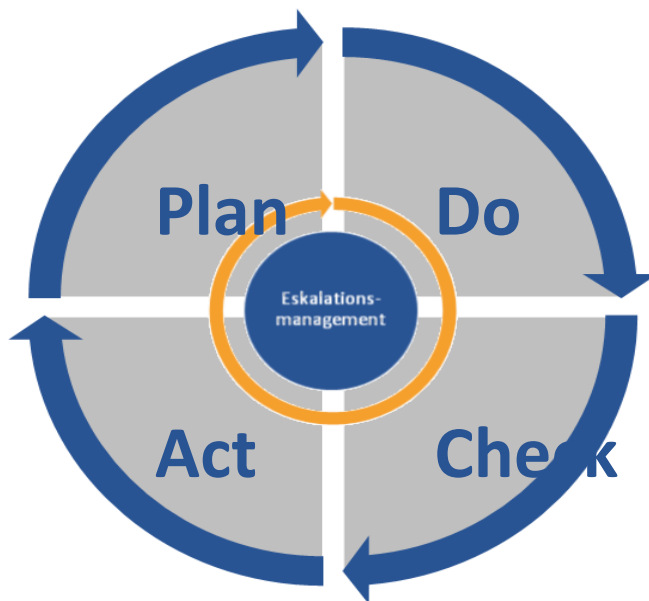 Plan
Do
Eskalations-
management
Act
Check